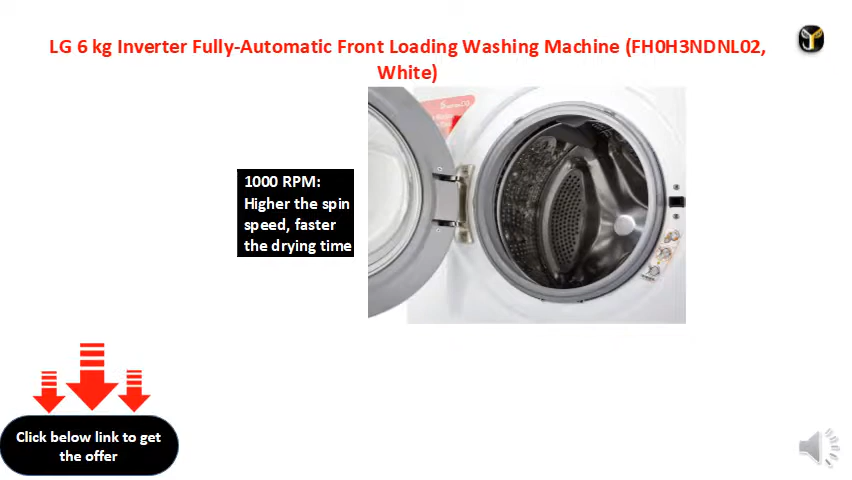 LG 6 kg Inverter Fully-Automatic Front Loading Washing Machine (FH0H3NDNL02,
White)
1000 RPM:
Higher the spin
speed, faster
the drying time
Click below link to get
the offer